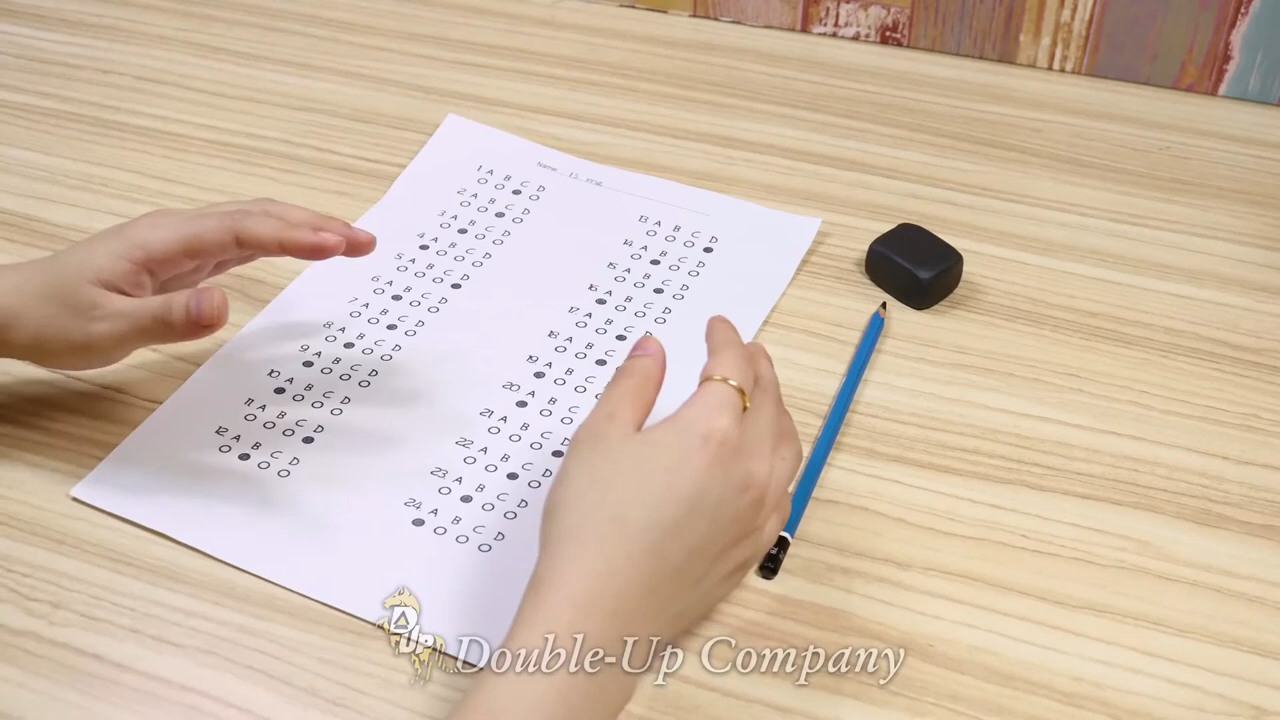 Name
1. A B C D
2. A B C D
3. A B C D
4. A B C D
5. A B C D
6. A B C D
7. A B C D
8. A B C D
9. A B C D
10. A B C D
11. A B C D
12. A B C D
13. A B C D
14. A B C D
15. A B C D
16. A B C D
17. A B C D
18. A B C
19. A B C
20. A B C
21. A B C D
22. A B C D
23. A B C D
24. A B C D
D UP Double-Up Company